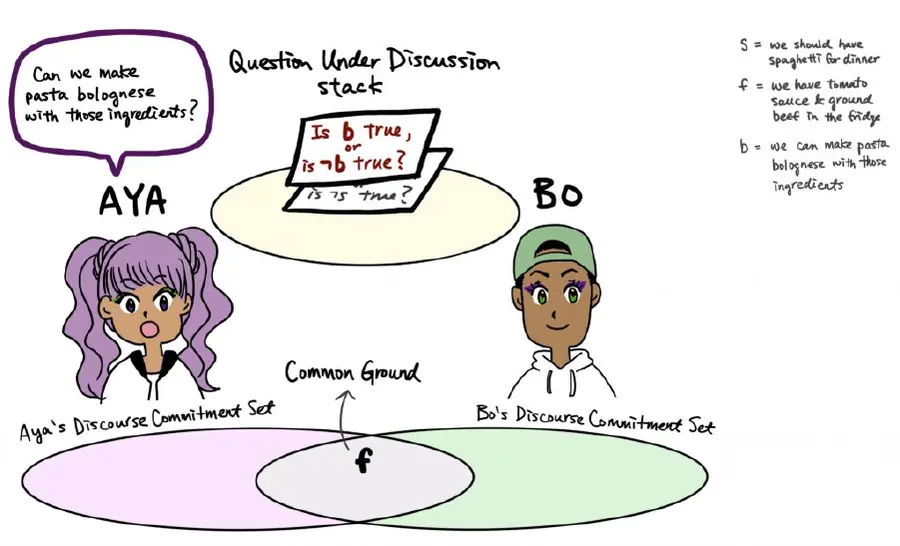 Can we make
pasta bolognese
with those ingredients?
Question Under Discussion
stack
Is b true,
or
is ¬b true?
is ¬s true?
AYA
BO
S = we should have
spaghetti for dinner
f = we have tomato
sauce & ground
beef in the fridge
b = we can make pasta
bolognese with those
ingredients
Common Ground
Aya's Discourse Commitment Set
Bo's Discourse Commitment Set
f